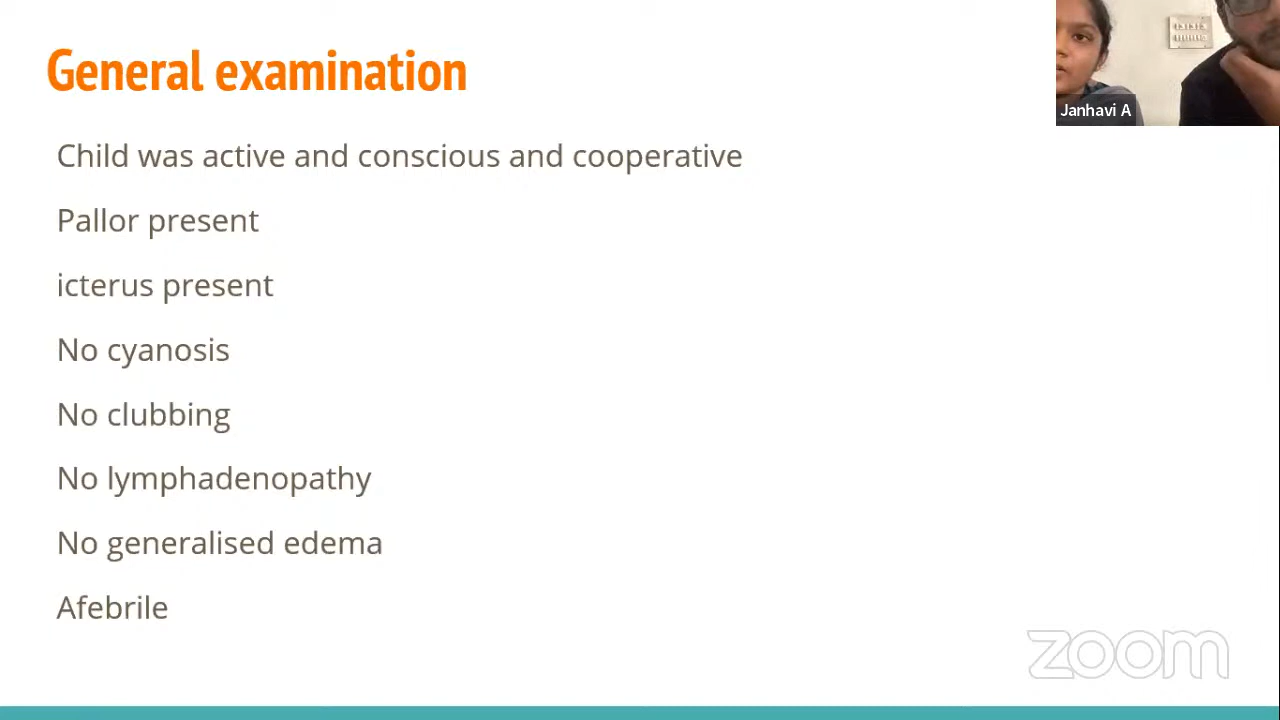 General examination
Janhavi A
Child was active and conscious and cooperative
Pallor present
icterus present
No cyanosis
No clubbing
No lymphadenopathy
No generalised edema
Afebrile
zoom